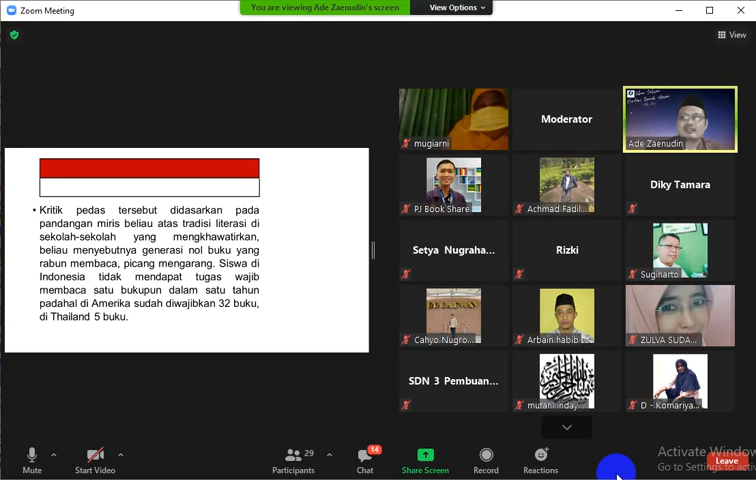 Zoom Meeting
You are viewing Ade Zaenudin's screen
View Options
View
• Kritik pedas tersebut didasarkan pada
pandangan miris beliau atas tradisi literasi di
sekolah-sekolah yang mengkhawatirkan,
beliau menyebutnya generasi nol buku yang
rabun membaca, picang mengarang. Siswa di
Indonesia tidak mendapat tugas wajib
membaca satu bukupun dalam satu tahun
padahal di Amerika sudah diwajibkan 32 buku,
di Thailand 5 buku.
mugiarni
Moderator
Ade Zaenudin
PJ Book Share
Achmad Fadil...
Diky Tamara
Setya Nugraha...
Rizki
Sugiharto
Cahyo Nugro...
Arbain habib s...
ZULVA SUDA...
SDN 3 Pembuan...
mutani inday...
D - Komariya...
Mute
Start Video
29
Participants
14
Chat
Share Screen
Record
Reactions
Leave
Activate Window
Go to Settings to acti